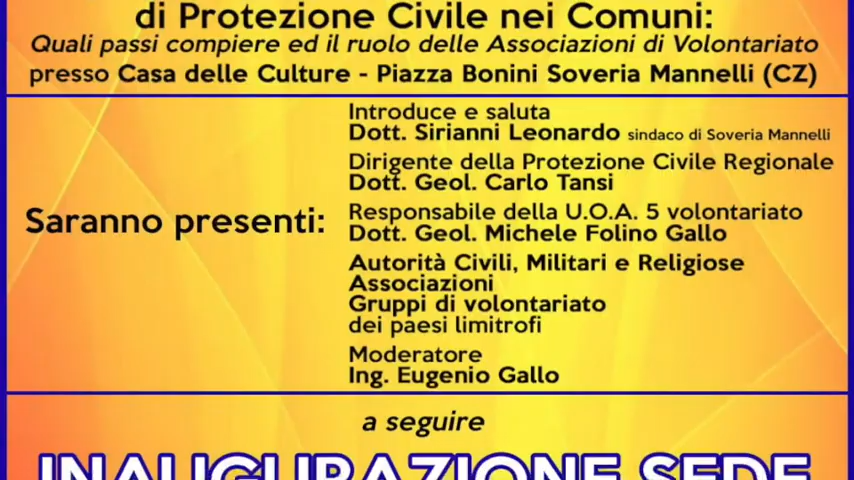 di Protezione Civile nei Comuni:
Quali passi compiere ed il ruolo delle Associazioni di Volontariato
presso Casa delle Culture - Piazza Bonini Soveria Mannelli (CZ)
Saranno presenti:
Introduce e saluta
Dott. Sirianni Leonardo sindaco di Soveria Mannelli
Dirigente della Protezione Civile Regionale
Dott. Geol. Carlo Tansi
Responsabile della U.O.A. 5 volontariato
Dott. Geol. Michele Folino Gallo
Autorità Civili, Militari e Religiose
Associazioni
Gruppi di volontariato
dei paesi limitrofi
Moderatore
Ing. Eugenio Gallo
a seguire
INAUGURAZIONE SEDE